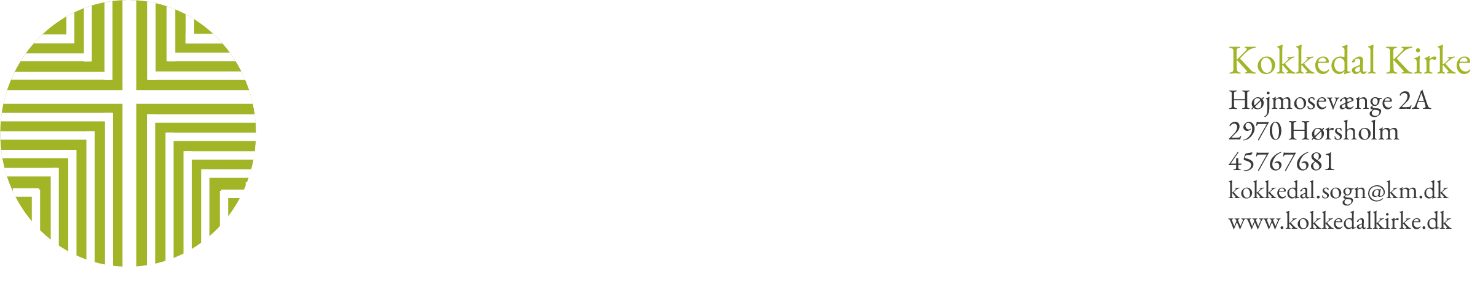 Kokkedal Kirke
Højmosevænge 2A
2970 Hørsholm
45767681
kokkedal.sogn@km.dk
www.kokkedalkirke.dk